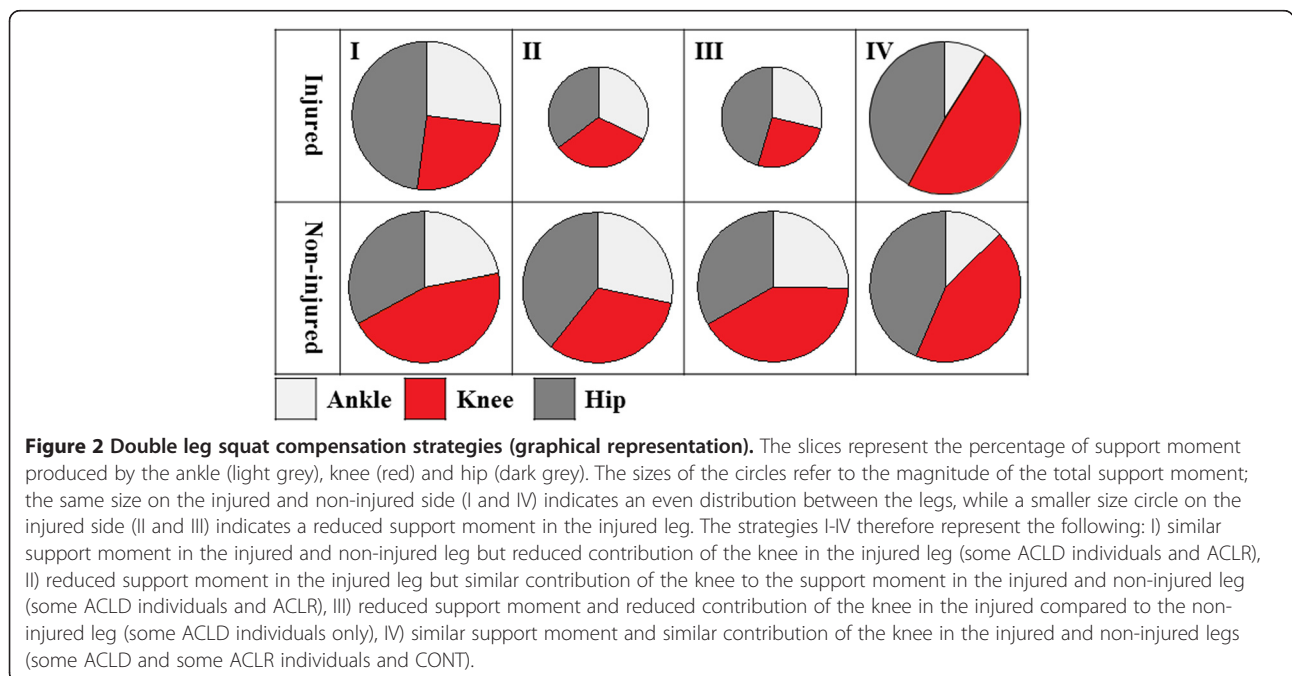 I II III IV
Injured
Non-injured
Ankle Knee Hip
Figure 2 Double leg squat compensation strategies (graphical representation). The slices represent the percentage of support moment
produced by the ankle (light grey), knee (red) and hip (dark grey). The sizes of the circles refer to the magnitude of the total support moment;
the same size on the injured and non-injured side (I and IV) indicates an even distribution between the legs, while a smaller size circle on the
injured side (II and III) indicates a reduced support moment in the injured leg. The strategies I-IV therefore represent the following: I) similar
support moment in the injured and non-injured leg but reduced contribution of the knee in the injured leg (some ACLD individuals and ACLR),
II) reduced support moment in the injured leg but similar contribution of the knee to the support moment in the injured and non-injured leg
(some ACLD individuals and ACLR), III) reduced support moment and reduced contribution of the knee in the injured compared to the non-
injured leg (some ACLD individuals only), IV) similar support moment and similar contribution of the knee in the injured and non-injured legs
(some ACLD and some ACLR individuals and CONT).